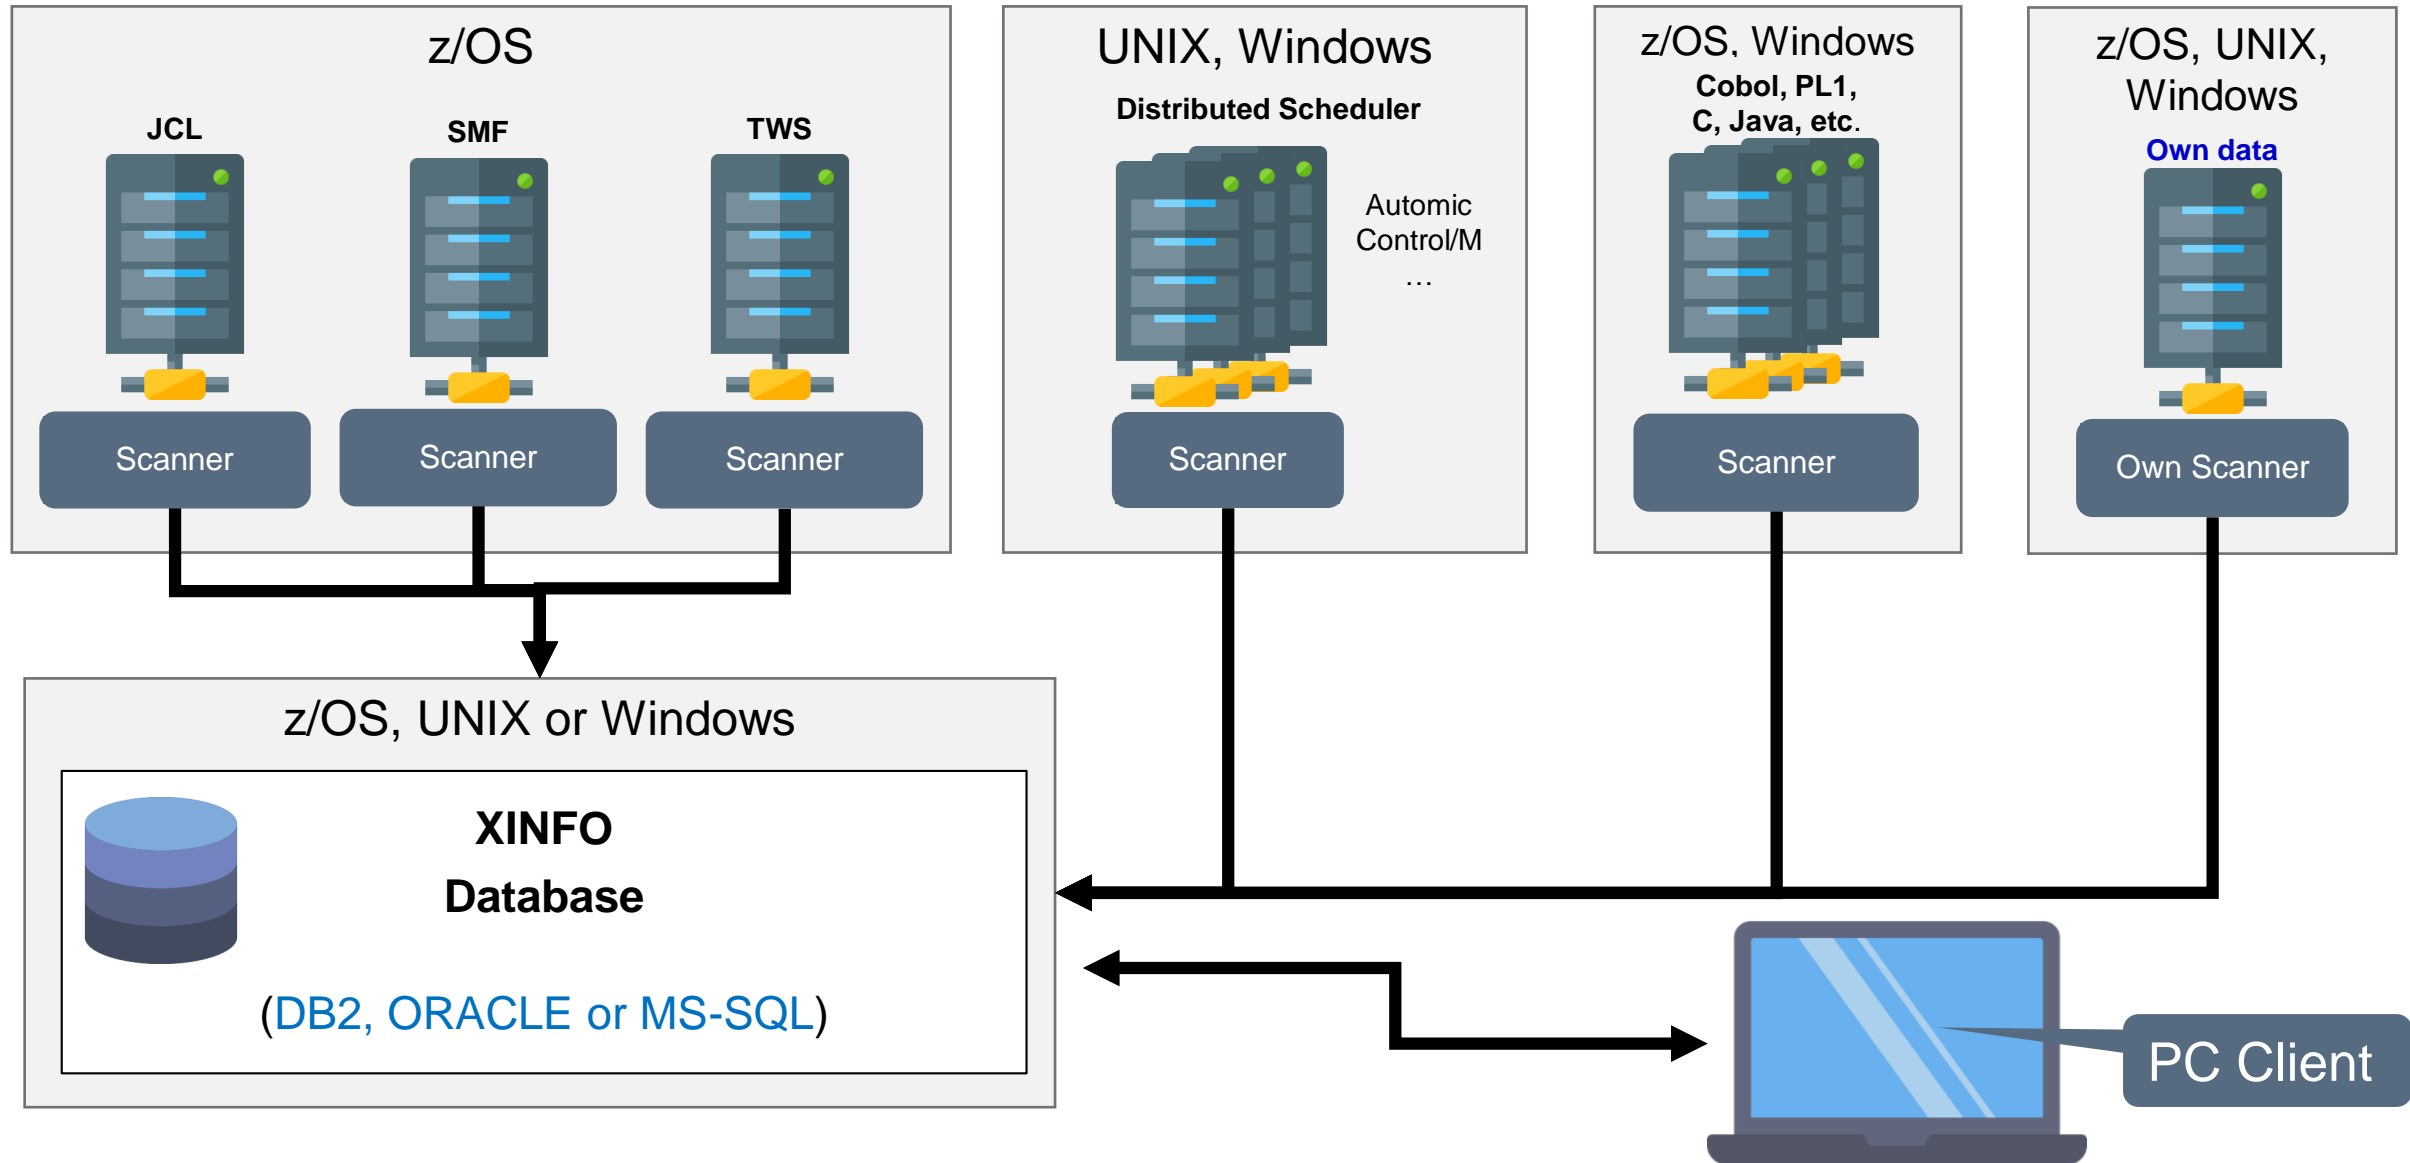 z/OS
JCL
SMF
TWS
Scanner
Scanner
Scanner
UNIX, Windows
Distributed Scheduler
Automic
Control/M
…
Scanner
z/OS, Windows
Cobol, PL1,
C, Java, etc.
Scanner
z/OS, UNIX,
Windows
Own data
Own Scanner
z/OS, UNIX or Windows
XINFO
Database
(DB2, ORACLE or MS-SQL)
PC Client